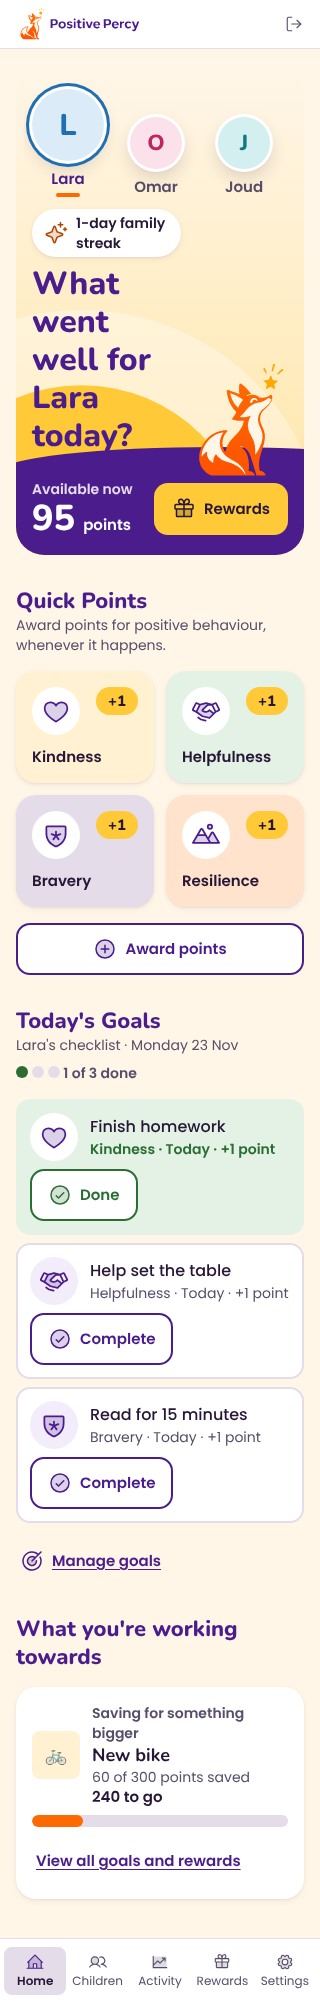 Positive Percy
L
O
J
Lara
Omar
Joud
1-day family
streak
What
went
well for
Lara
today?
Available now
95 points
Rewards
Quick Points
Award points for positive behaviour,
whenever it happens.
+1
Kindness
+1
Helpfulness
+1
Bravery
+1
Resilience
Award points
Today's Goals
Lara's checklist · Monday 23 Nov
1 of 3 done
Finish homework
Kindness · Today · +1 point
Done
Help set the table
Helpfulness · Today · +1 point
Complete
Read for 15 minutes
Bravery · Today · +1 point
Complete
Manage goals
What you're working
towards
Saving for something
bigger
New bike
60 of 300 points saved
240 to go
View all goals and rewards
Home
Children
Activity
Rewards
Settings